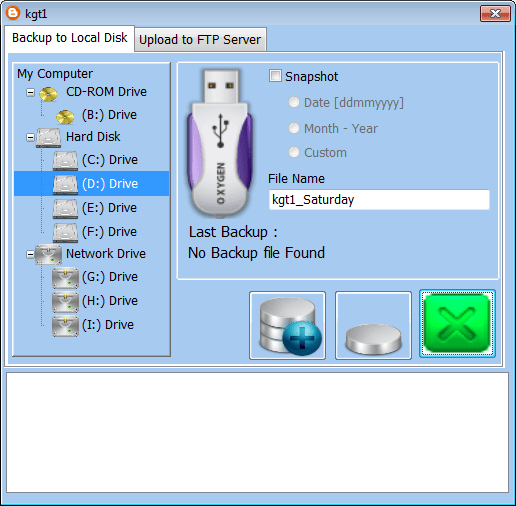 kgt1
Backup to Local Disk
Upload to FTP Server
My Computer
CD-ROM Drive
(B:) Drive
Hard Disk
(C:) Drive
(D:) Drive
(E:) Drive
(F:) Drive
Network Drive
(G:) Drive
(H:) Drive
(I:) Drive
OXYGEN
Snapshot
Date [ddmmyyyy]
Month - Year
Custom
File Name
kgt1_Saturday
Last Backup :
No Backup file Found